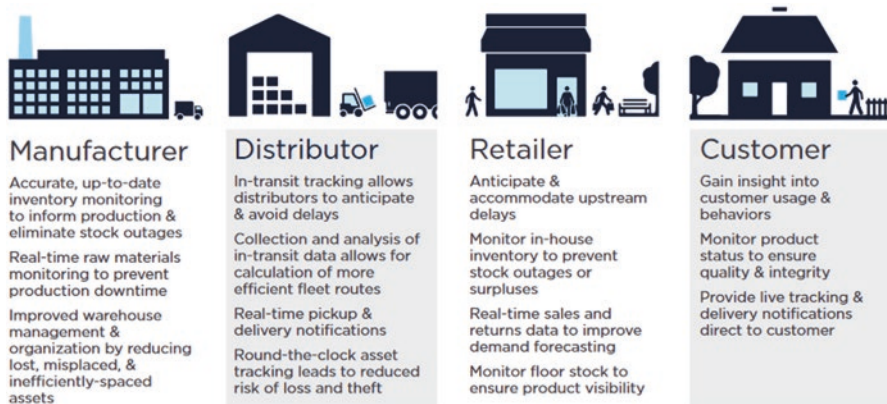 Manufacturer
Accurate, up-to-date
inventory monitoring
to inform production &
eliminate stock outages
Real-time raw materials
monitoring to prevent
production downtime
Improved warehouse
management &
organization by reducing
lost, misplaced, &
inefficiently-spaced
assets
Distributor
In-transit tracking allows
distributors to anticipate
& avoid delays
Collection and analysis of
in-transit data allows for
calculation of more
efficient fleet routes
Real-time pickup &
delivery notifications
Round-the-clock asset
tracking leads to reduced
risk of loss and theft
Retailer
Anticipate &
accommodate upstream
delays
Monitor in-house
inventory to prevent
stock outages or
surpluses
Real-time sales and
returns data to improve
demand forecasting
Monitor floor stock to
ensure product visibility
Customer
Gain insight into
customer usage &
behaviors
Monitor product
status to ensure
quality & integrity
Provide live tracking &
delivery notifications
direct to customer